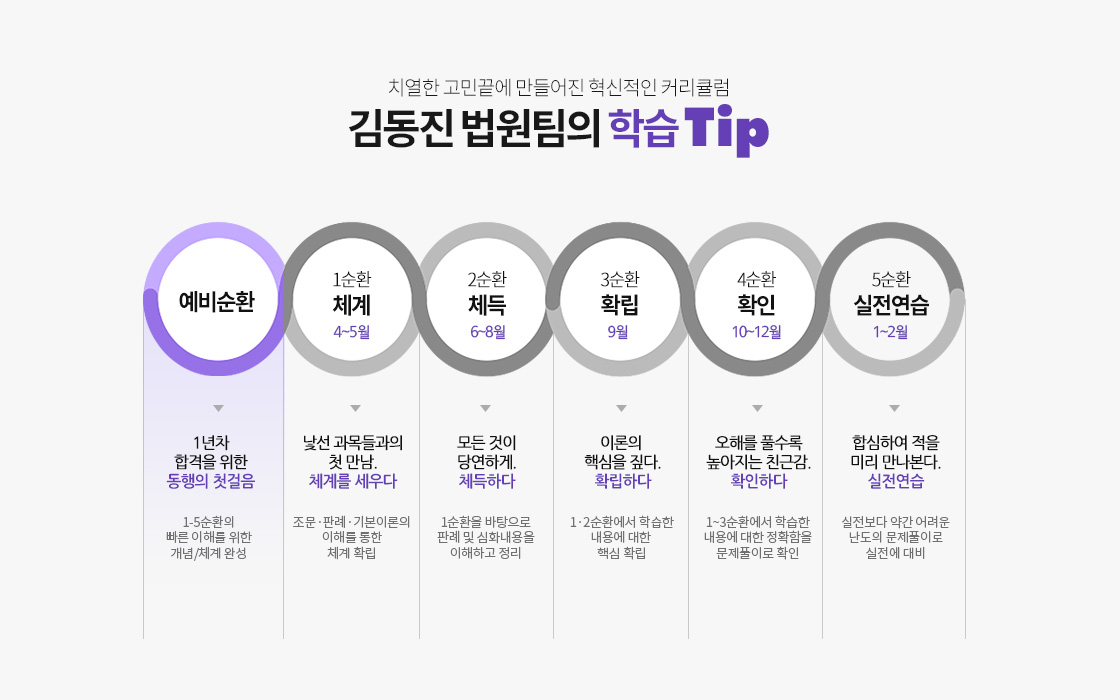 치열한 고민끝에 만들어진 혁신적인 커리큘럼
김동진 법원팀의 학습 Tip
예비순환
1순환
체계
4~5월
2순환
체득
6~8월
3순환
확립
9월
4순환
확인
10~12월
5순환
실전연습
1~2월
1년차
합격을 위한
동행의 첫걸음
1-5순환의
빠른 이해를 위한
개념/체계 완성
낯선 과목들과의
첫 만남.
체계를 세우다
조문·판례·기본이론의
이해를 통한
체계 확립
모든 것이
당연하게.
체득하다
1순환을 바탕으로
판례 및 심화내용을
이해하고 정리
이론의
핵심을 짚다.
확립하다
1·2순환에서 학습한
내용에 대한
핵심 확립
오해를 풀수록
높아지는 친근감.
확인하다
1~3순환에서 학습한
내용에 대한 정확함을
문제풀이로 확인
합심하여 적을
미리 만나본다.
실전연습
실전보다 약간 어려운
난도의 문제풀이로
실전에 대비